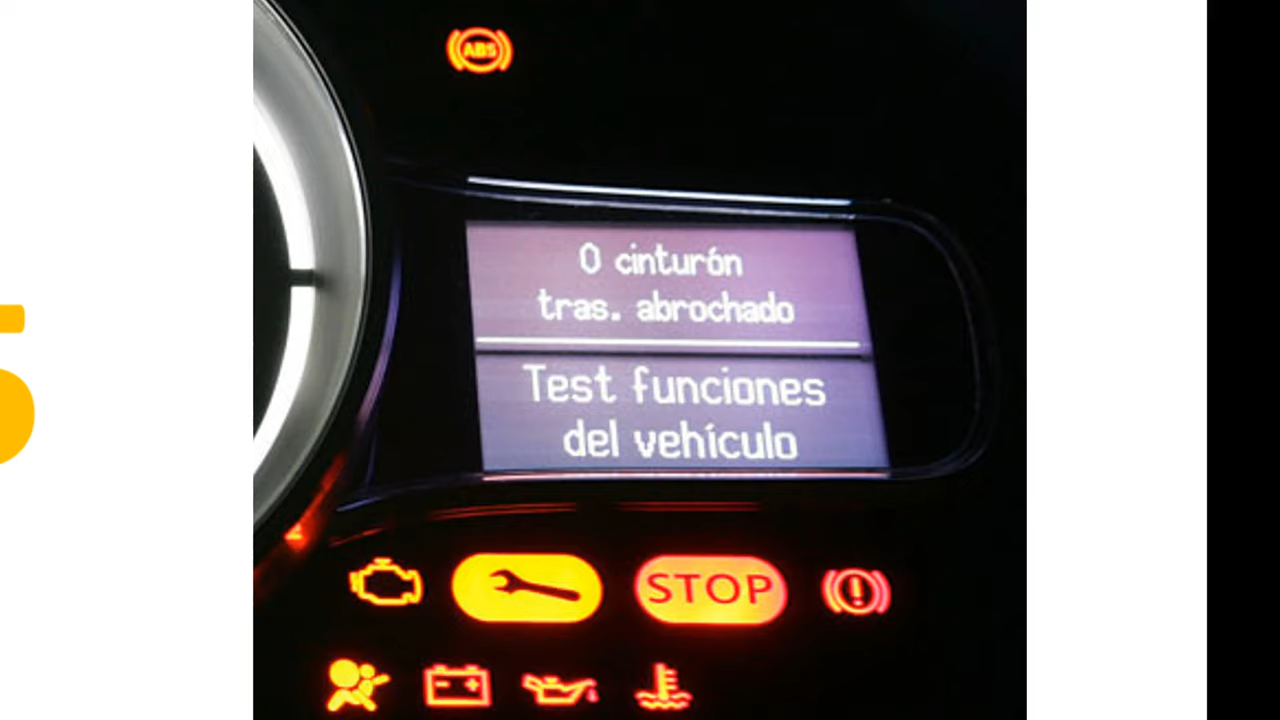 ABS
0 cinturón
tras. abrochado
Test funciones
del vehículo
STOP